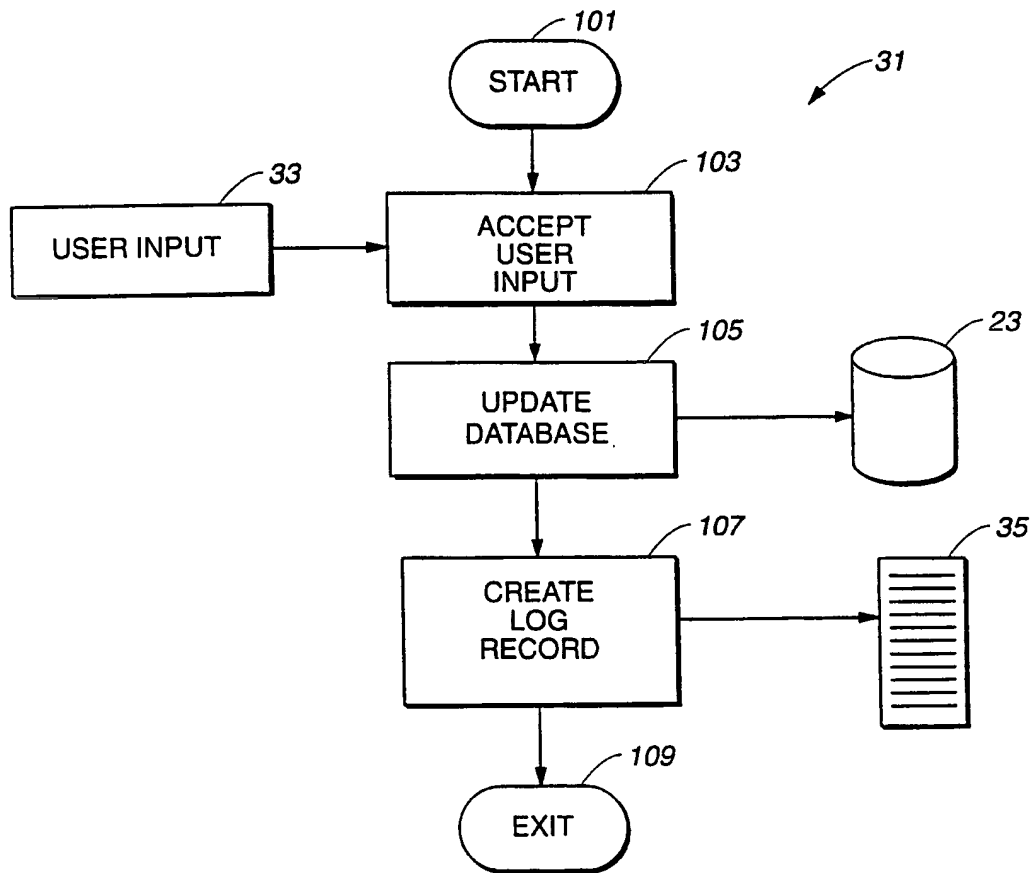 101
START
31
103
33
USER INPUT
ACCEPT
USER
INPUT
105
23
UPDATE
DATABASE
107
35
CREATE
LOG
RECORD
109
EXIT